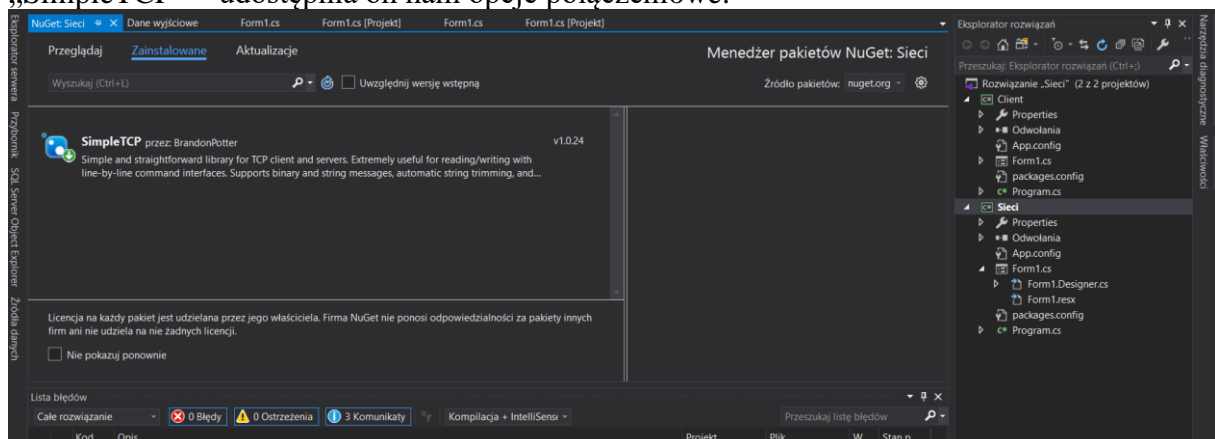 „SimpleTCP” – udostępnia on nam opcje połączeniowe.
NuGet: Sieci Dane wyjściowe Form1.cs Form1.cs [Projekt] Form1.cs Form1.cs [Projekt]
Przeglądaj Zainstalowane Aktualizacje
Menedżer pakietów NuGet: Sieci
Wyszukaj (Ctrl+L) Uwzględnij wersję wstępną
Źródło pakietów: nuget.org
SimpleTCP przez: BrandonPotter v1.0.24
Simple and straightforward library for TCP client and servers. Extremely useful for reading/writing with
line-by-line command interfaces. Supports binary and string messages, automatic string trimming, and...
Licencja na każdy pakiet jest udzielana przez jego właściciela. Firma NuGet nie ponosi odpowiedzialności za pakiety innych
firm ani nie udziela na nie żadnych licencji.
Nie pokazuj ponownie
Lista błędów
Całe rozwiązanie 0 Błędy 0 Ostrzeżenia 3 Komunikaty Kompilacja + IntelliSense Przeszukaj listę błędów
Kod Opis Projekt Plik W Stan p
Eksplorator serwera
Przybornik
SQL Server Object Explorer
Źródła danych
Eksplorator rozwiązań
Przeszukaj: Eksplorator rozwiązań (Ctrl+;)
Rozwiązanie „Sieci” (2 z 2 projektów)
Client
Properties
Odwołania
App.config
Form1.cs
packages.config
C# Program.cs
Sieci
Properties
Odwołania
App.config
Form1.cs
Form1.Designer.cs
Form1.resx
packages.config
C# Program.cs
Narzędzia diagnostyczne
Właściwości